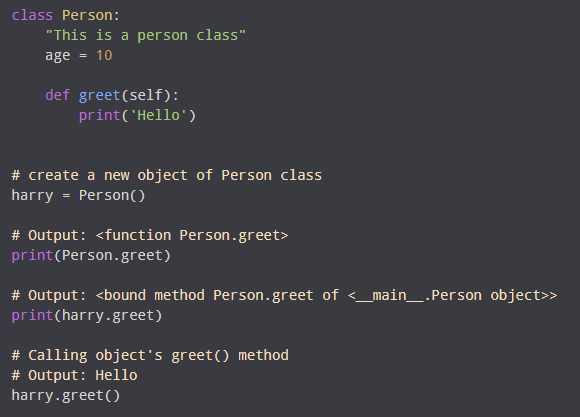 class Person:
    "This is a person class"
    age = 10
    def greet(self):
        print('Hello')
# create a new object of Person class
harry = Person()
# Output: <function Person.greet>
print(Person.greet)
# Output: <bound method Person.greet of <__main__.Person object>>
print(harry.greet)
# Calling object's greet() method
# Output: Hello
harry.greet()